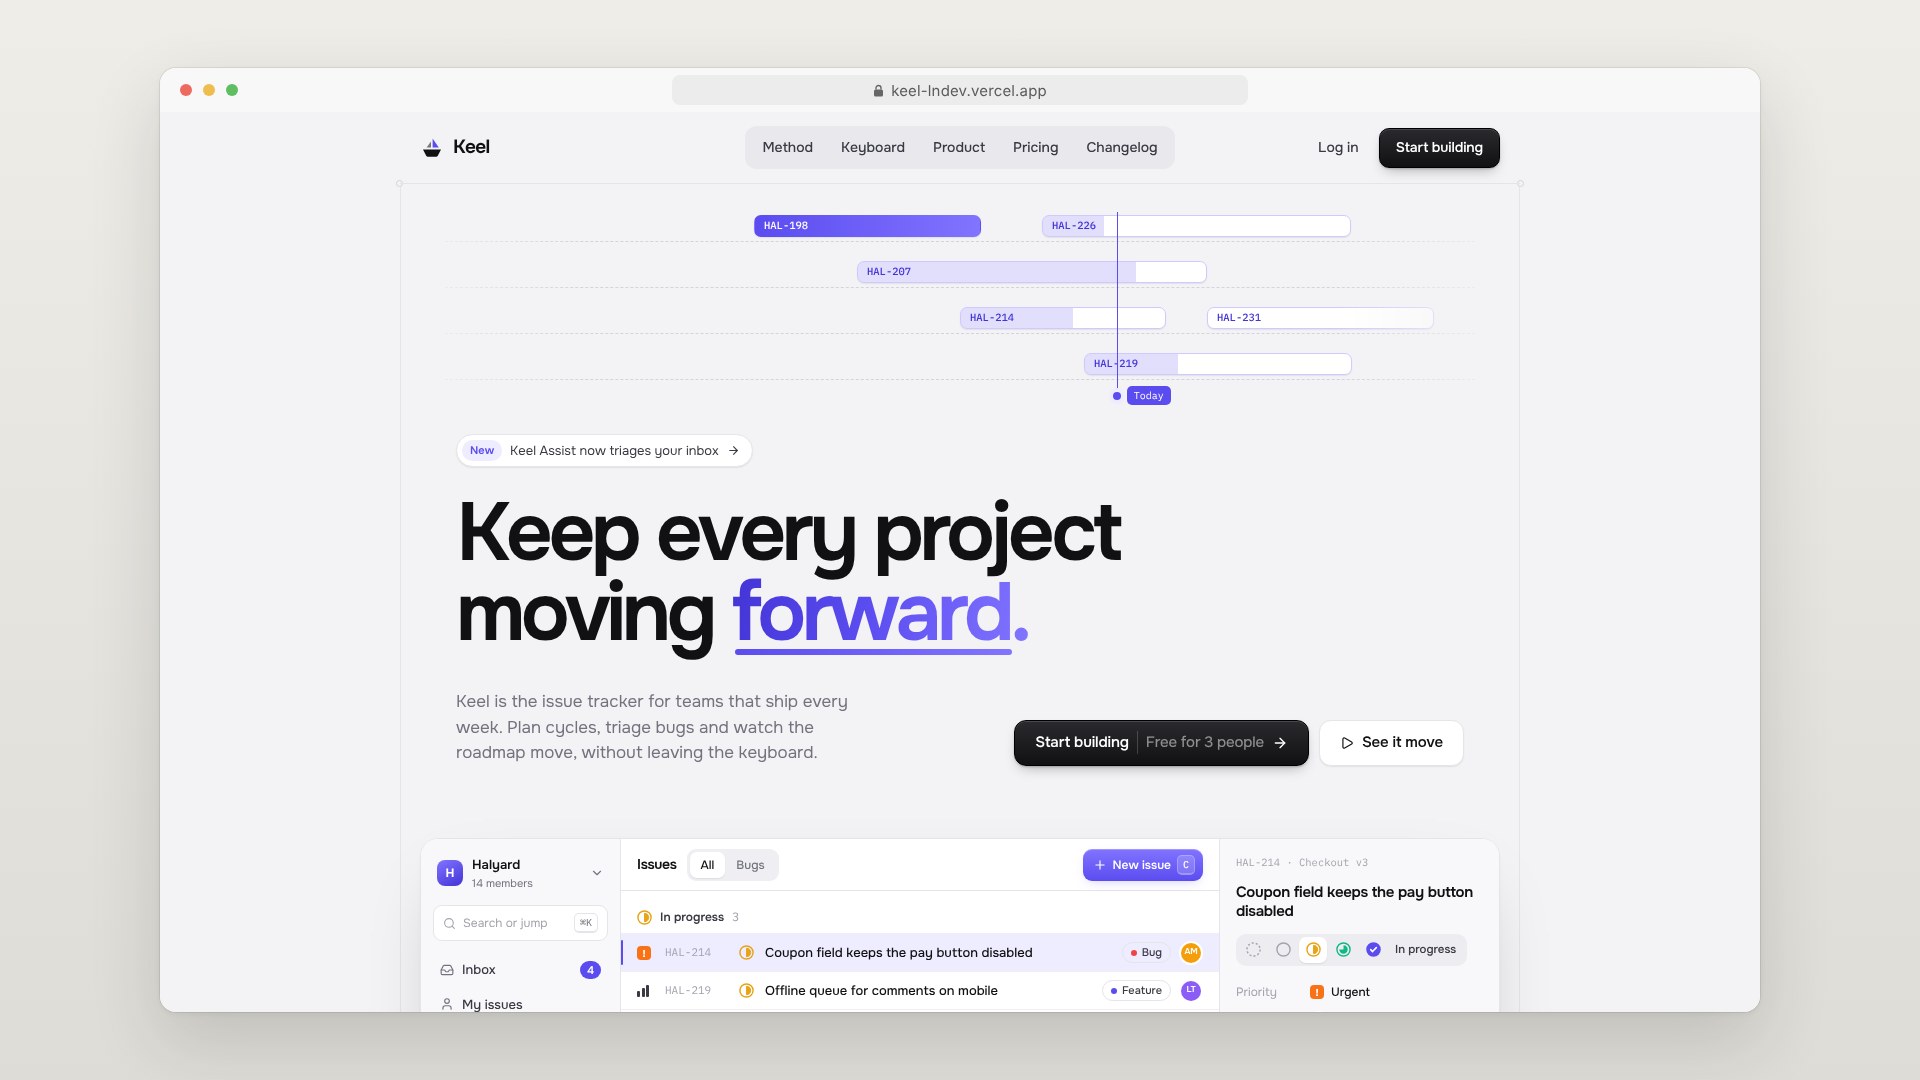 keel-lndev.vercel.app
Keel
Method Keyboard Product Pricing Changelog
Log in
Start building
HAL-198
HAL-226
HAL-207
HAL-214
HAL-231
HAL-219
Today
New Keel Assist now triages your inbox
Keep every project
moving forward.
Keel is the issue tracker for teams that ship every
week. Plan cycles, triage bugs and watch the
roadmap move, without leaving the keyboard.
Start building Free for 3 people
See it move
H
Halyard
14 members
Search or jump ⌘K
Inbox 4
My issues
Issues All Bugs
New issue C
In progress 3
! HAL-214 Coupon field keeps the pay button disabled Bug AM
HAL-219 Offline queue for comments on mobile Feature LT
HAL-214 · Checkout v3
Coupon field keeps the pay button
disabled
In progress
Priority ! Urgent